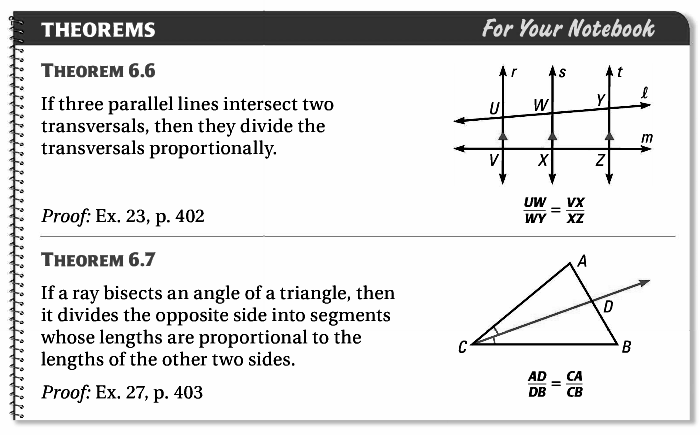 THEOREMS
For Your Notebook
THEOREM 6.6
If three parallel lines intersect two
transversals, then they divide the
transversals proportionally.
Proof: Ex. 23, p. 402
r s t
U W Y ℓ
V X Z m
UW/WY = VX/XZ
THEOREM 6.7
If a ray bisects an angle of a triangle, then
it divides the opposite side into segments
whose lengths are proportional to the
lengths of the other two sides.
Proof: Ex. 27, p. 403
A
D
C B
AD/DB = CA/CB